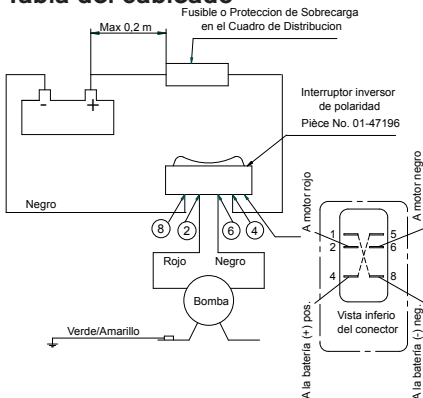 Tabla del cableado
Fusible o Proteccion de Sobrecarga
en el Cuadro de Distribucion
Max 0,2 m
- +
Interruptor inversor
de polaridad
Pièce No. 01-47196
Negro
8 2 6 4
Rojo Negro
Bomba
Verde/Amarillo
A motor rojo
A motor negro
1 5
2 6
4 8
Vista inferio
del conector
A la batería (+) pos.
A la batería (-) neg.